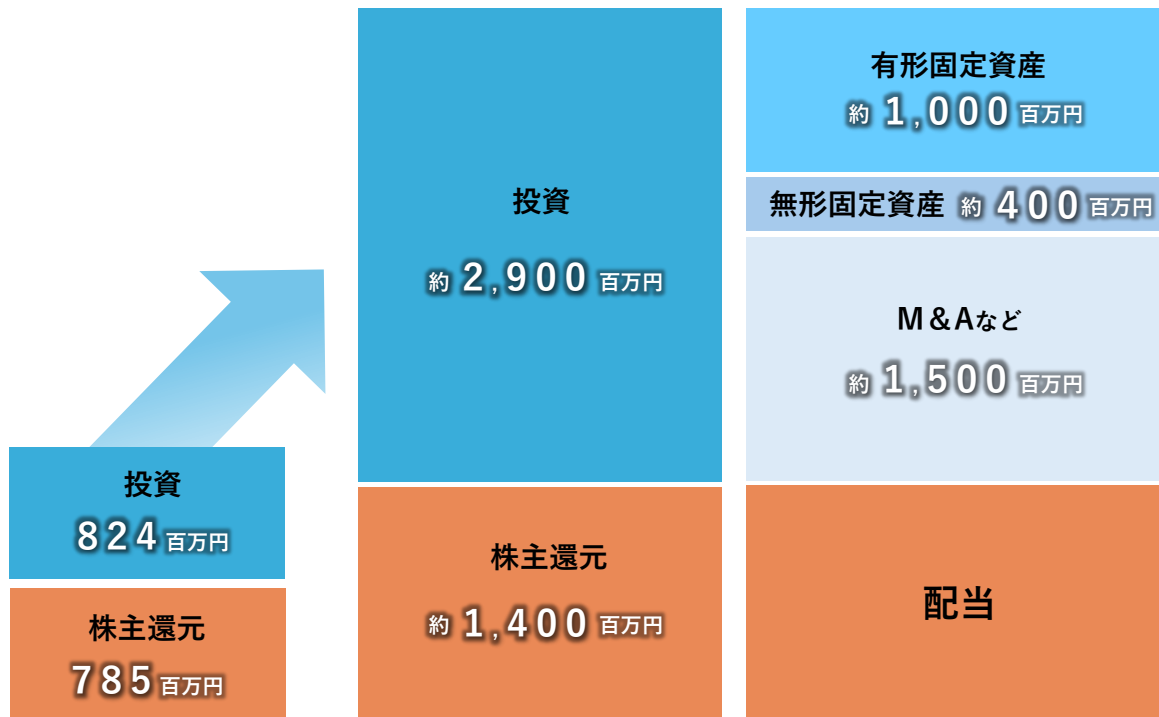 投資
824百万円
株主還元
785百万円
投資
約 2,900 百万円
株主還元
約 1,400 百万円
有形固定資産
約 1,000 百万円
無形固定資産 約 400 百万円
M&Aなど
約 1,500 百万円
配当